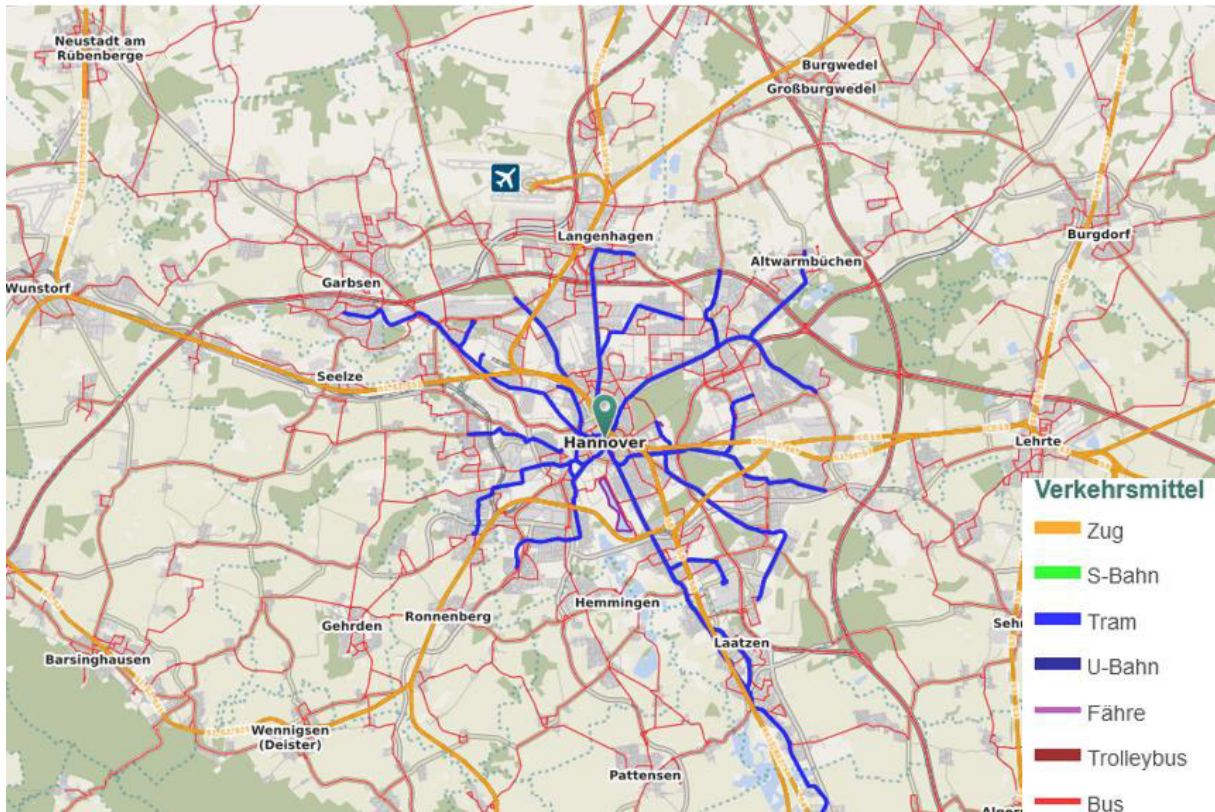 Neustadt am
Rübenberge
Burgwedel
Großburgwedel
Langenhagen
Altwarmbüchen
Burgdorf
Garbsen
Wunstorf
Seelze
Hannover
Lehrte
Verkehrsmittel
Zug
S-Bahn
Tram
U-Bahn
Fähre
Trolleybus
Bus
Hemmingen
Ronnenberg
Gehrden
Laatzen
Sehn
Barsinghausen
Wennigsen
(Deister)
Pattensen